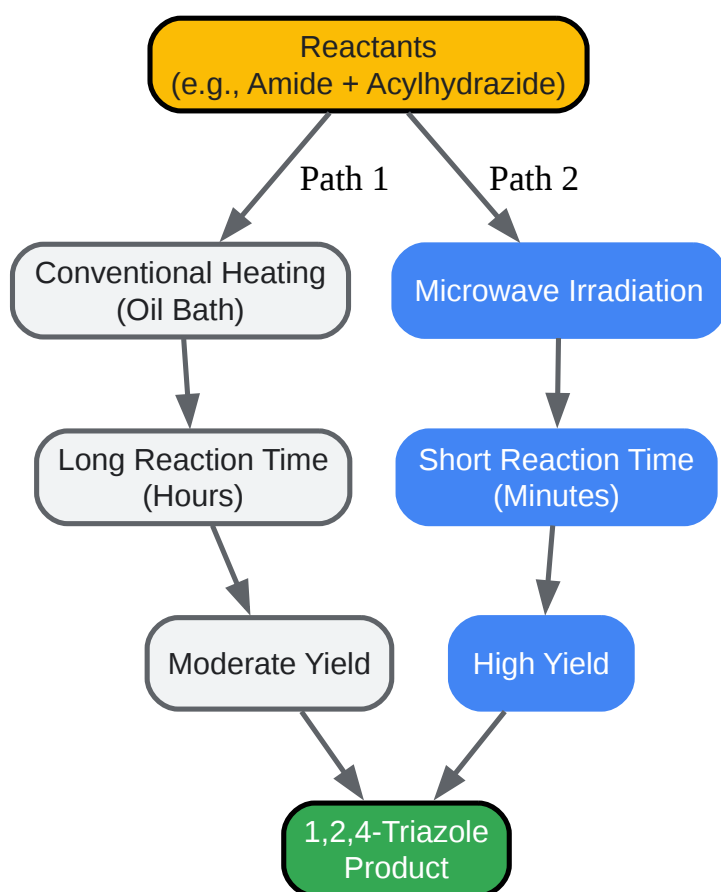 Reactants
(e.g., Amide + Acylhydrazide)
Path 1
Path 2
Conventional Heating
(Oil Bath)
Microwave Irradiation
Long Reaction Time
(Hours)
Short Reaction Time
(Minutes)
Moderate Yield
High Yield
1,2,4-Triazole
Product